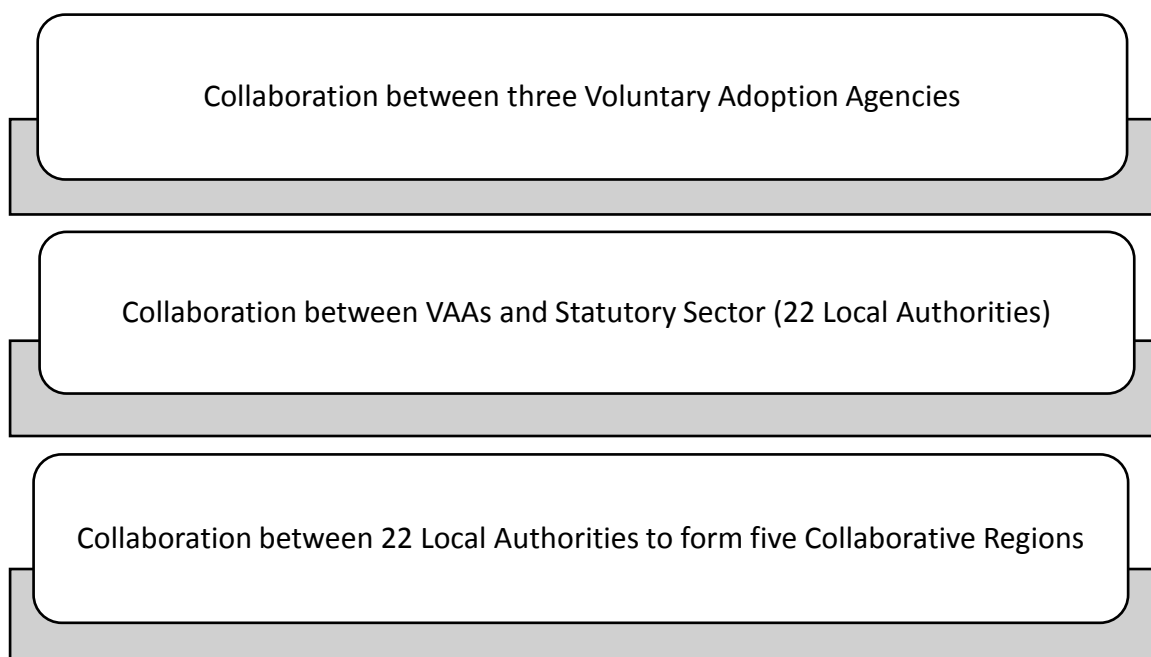 Collaboration between three Voluntary Adoption Agencies
Collaboration between VAAs and Statutory Sector (22 Local Authorities)
Collaboration between 22 Local Authorities to form five Collaborative Regions